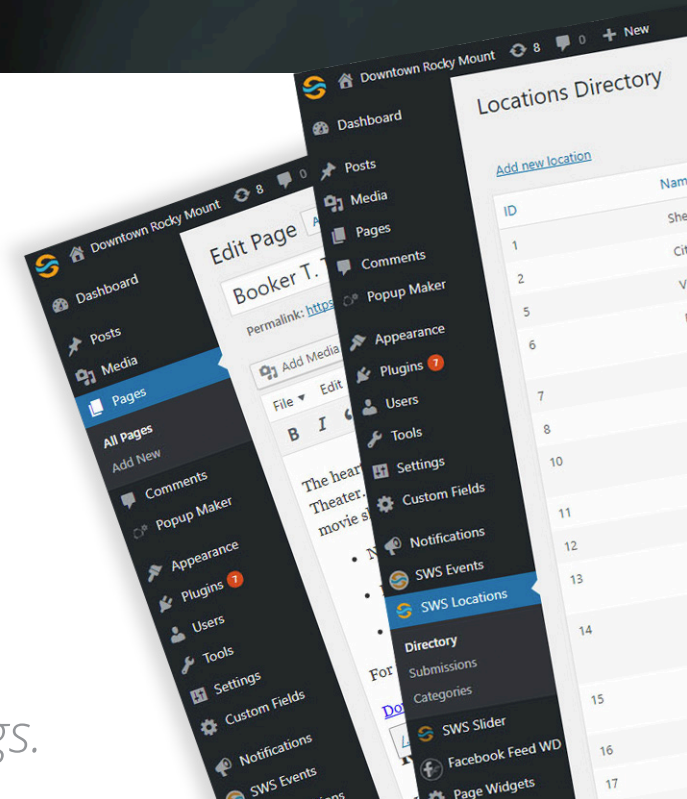 Downtown Rocky Mount 8 0 New
Dashboard
Posts
Media
Pages
Comments
Popup Maker
Appearance
Plugins 7
Users
Tools
Settings
Custom Fields
Notifications
SWS Events
SWS Locations
Directory
Submissions
Categories
SWS Slider
Facebook Feed WD
Page Widgets
Locations Directory
Add new location
ID
1
2
5
6
7
8
10
11
12
13
14
15
16
17
Downtown Rocky Mount 8 0
Dashboard
Posts
Media
Pages
All Pages
Add New
Comments
Popup Maker
Appearance
Plugins 7
Users
Tools
Settings
Custom Fields
Notifications
SWS Events
Edit Page
Booker T.
Permalink:
Add Media
File Edit
B I
The
Theater.
movie
For